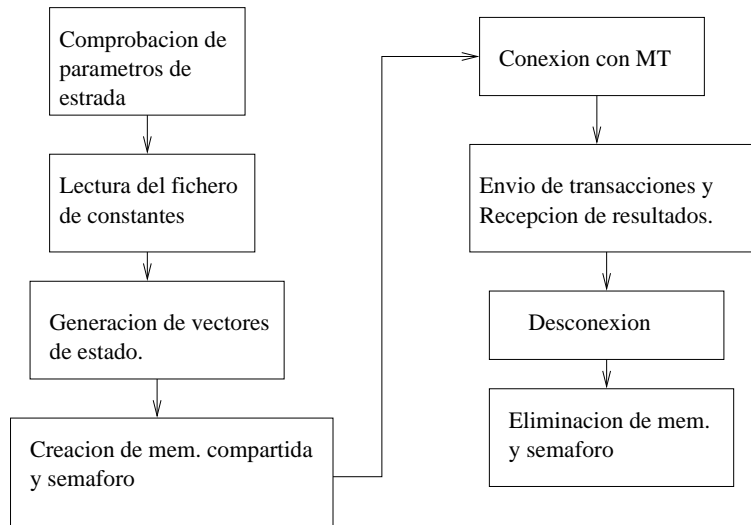 Comprobacion de
parametros de
estrada
Lectura del fichero
de constantes
Generacion de vectores
de estado.
Creacion de mem. compartida
y semaforo
Conexion con MT
Envio de transacciones y
Recepcion de resultados.
Desconexion
Eliminacion de mem.
y semaforo